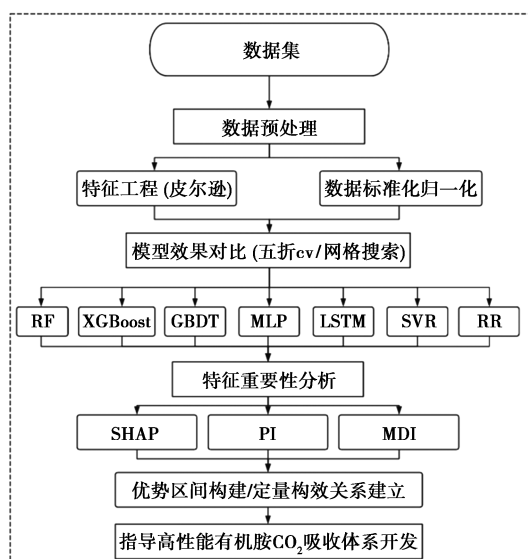 数据集
数据预处理
特征工程(皮尔逊) 数据标准化归一化
模型效果对比(五折cv/网格搜索)
RF XGBoost GBDT MLP LSTM SVR RR
特征重要性分析
SHAP PI MDI
优势区间构建/定量构效关系建立
指导高性能有机胺CO₂吸收体系开发